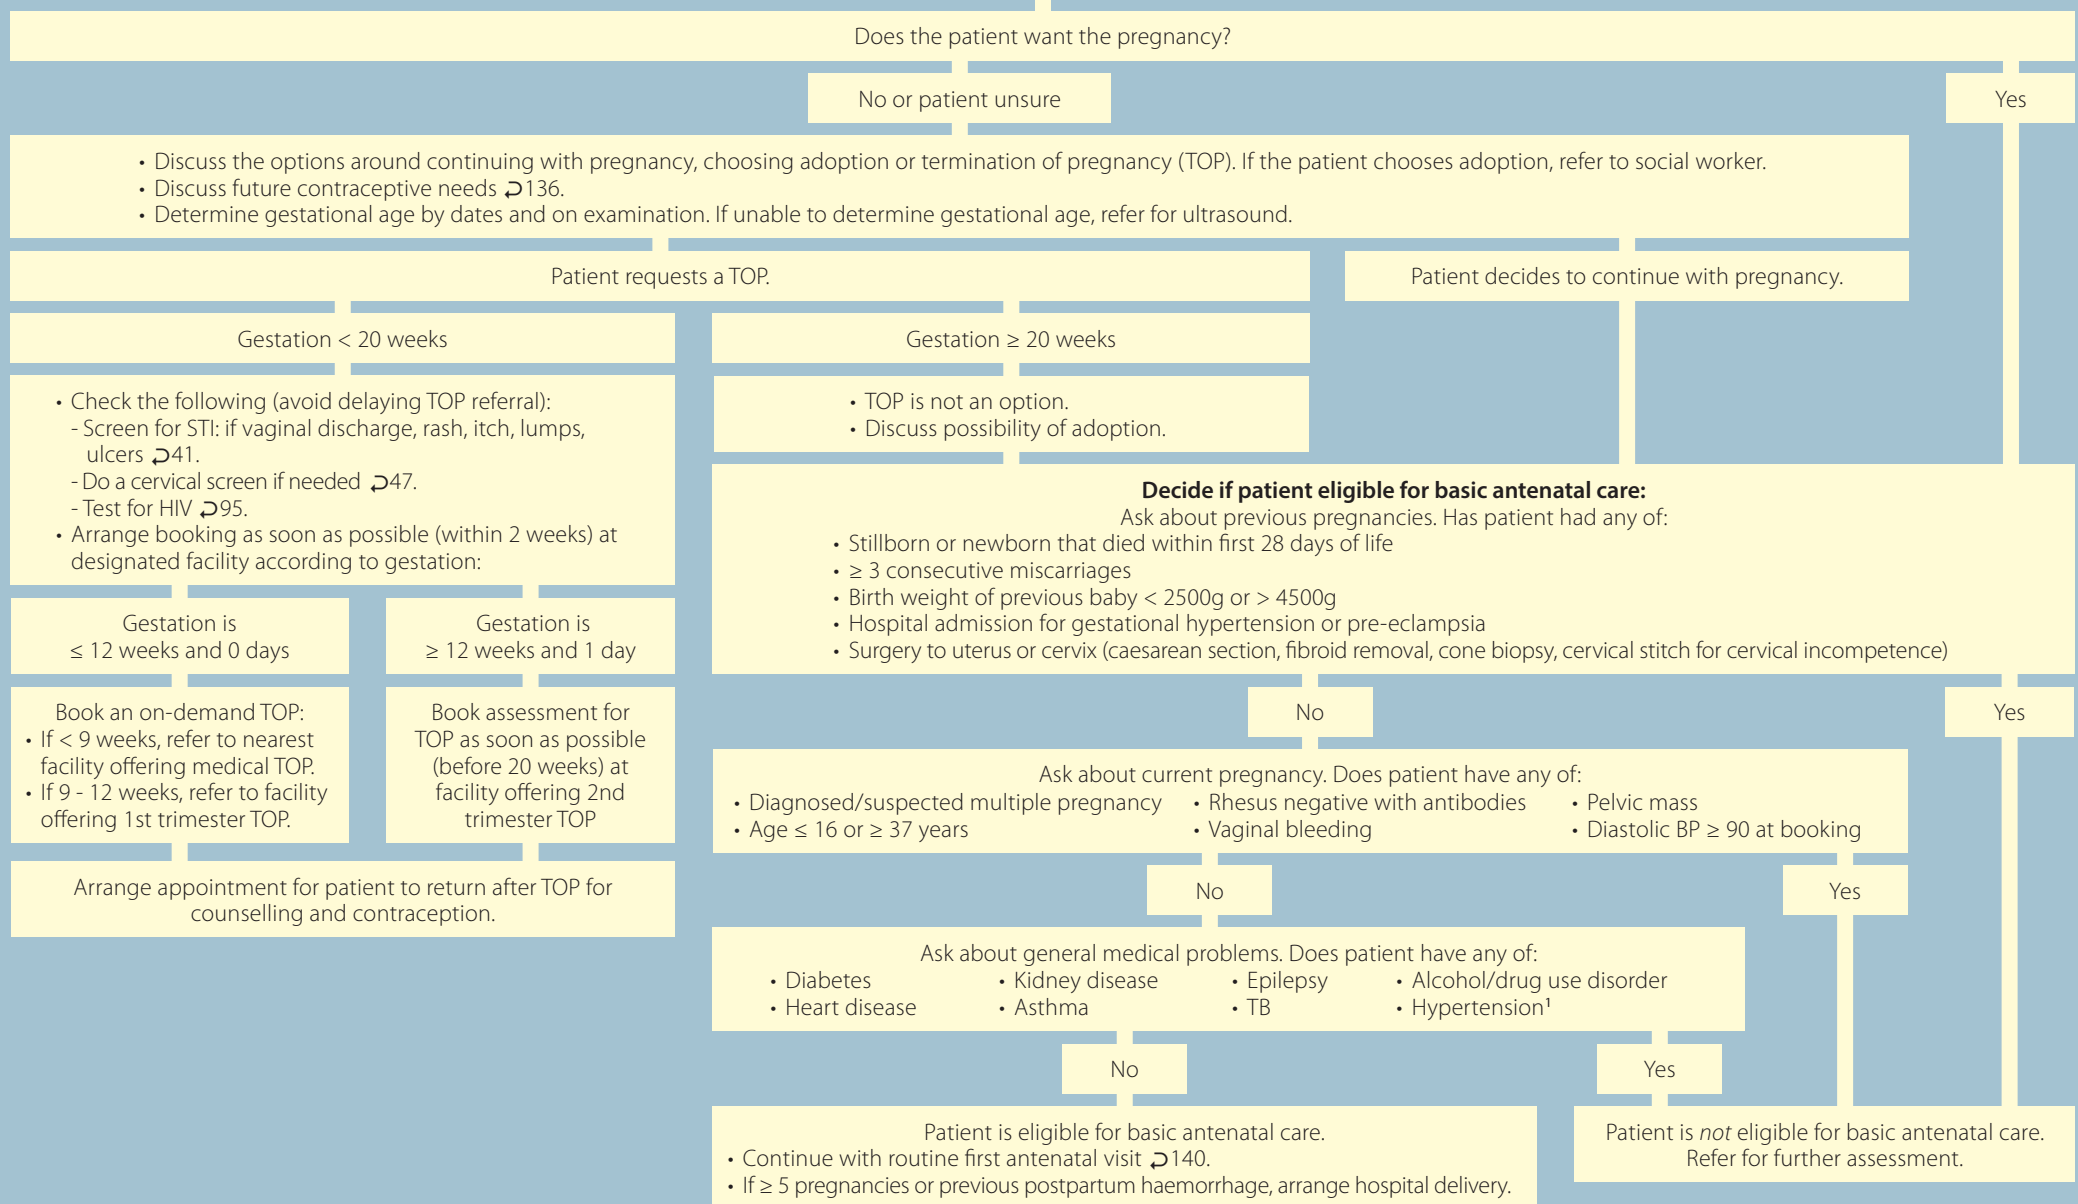 Does the patient want the pregnancy?
No or patient unsure
Yes
• Discuss the options around continuing with pregnancy, choosing adoption or termination of pregnancy (TOP). If the patient chooses adoption, refer to social worker.
• Discuss future contraceptive needs ⮌136.
• Determine gestational age by dates and on examination. If unable to determine gestational age, refer for ultrasound.
Patient requests a TOP.
Patient decides to continue with pregnancy.
Gestation < 20 weeks
Gestation ≥ 20 weeks
• Check the following (avoid delaying TOP referral):
- Screen for STI: if vaginal discharge, rash, itch, lumps,
ulcers ⮌41.
- Do a cervical screen if needed ⮌47.
- Test for HIV ⮌95.
• Arrange booking as soon as possible (within 2 weeks) at
designated facility according to gestation:
• TOP is not an option.
• Discuss possibility of adoption.
Gestation is
≤ 12 weeks and 0 days
Gestation is
≥ 12 weeks and 1 day
Book an on-demand TOP:
• If < 9 weeks, refer to nearest
facility offering medical TOP.
• If 9 - 12 weeks, refer to facility
offering 1st trimester TOP.
Book assessment for
TOP as soon as possible
(before 20 weeks) at
facility offering 2nd
trimester TOP
Arrange appointment for patient to return after TOP for
counselling and contraception.
Decide if patient eligible for basic antenatal care:
Ask about previous pregnancies. Has patient had any of:
• Stillborn or newborn that died within first 28 days of life
• ≥ 3 consecutive miscarriages
• Birth weight of previous baby < 2500g or > 4500g
• Hospital admission for gestational hypertension or pre-eclampsia
• Surgery to uterus or cervix (caesarean section, fibroid removal, cone biopsy, cervical stitch for cervical incompetence)
No
Yes
Ask about current pregnancy. Does patient have any of:
• Diagnosed/suspected multiple pregnancy • Rhesus negative with antibodies • Pelvic mass
• Age ≤ 16 or ≥ 37 years • Vaginal bleeding • Diastolic BP ≥ 90 at booking
No
Yes
Ask about general medical problems. Does patient have any of:
• Diabetes • Kidney disease • Epilepsy • Alcohol/drug use disorder
• Heart disease • Asthma • TB • Hypertension¹
No
Yes
Patient is eligible for basic antenatal care.
• Continue with routine first antenatal visit ⮌140.
• If ≥ 5 pregnancies or previous postpartum haemorrhage, arrange hospital delivery.
Patient is not eligible for basic antenatal care.
Refer for further assessment.